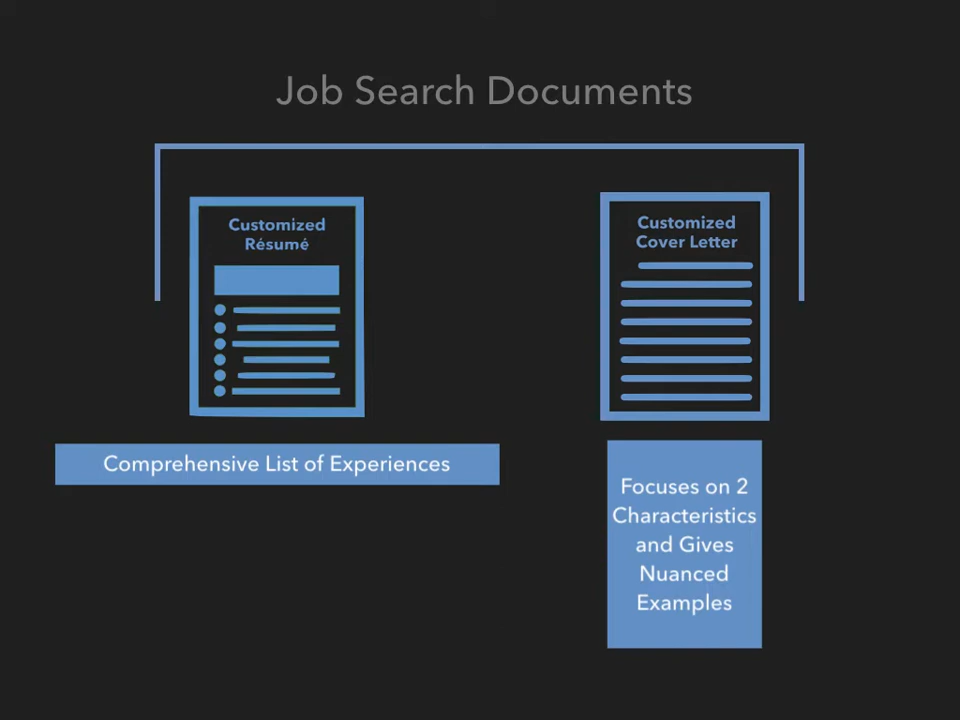 Job Search Documents
Customized
Résumé
Comprehensive List of Experiences
Customized
Cover Letter
Focuses on 2
Characteristics
and Gives
Nuanced
Examples